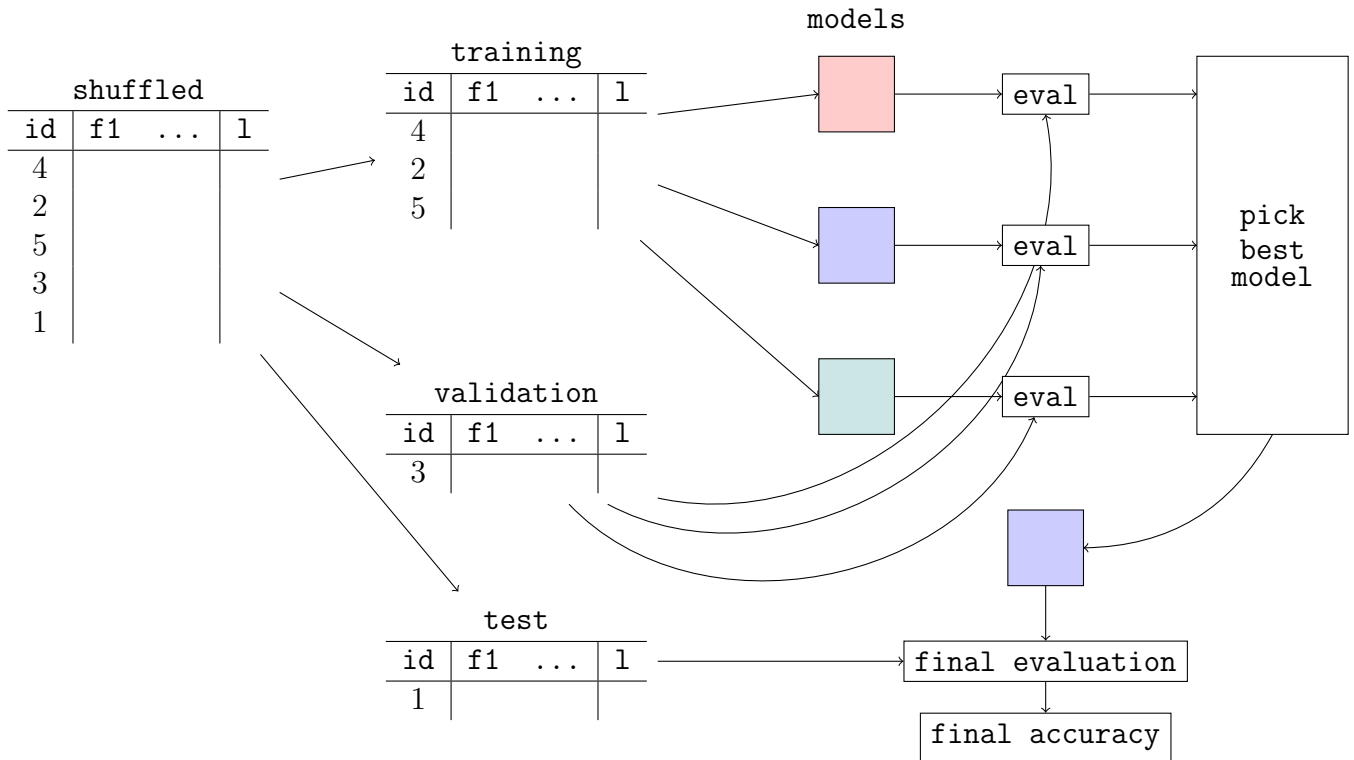 models
training
id f1 ... l
4
2
5
shuffled
id f1 ... l
4
2
5
3
1
validation
id f1 ... l
3
test
id f1 ... l
1
eval
eval
eval
pick
best
model
final evaluation
final accuracy